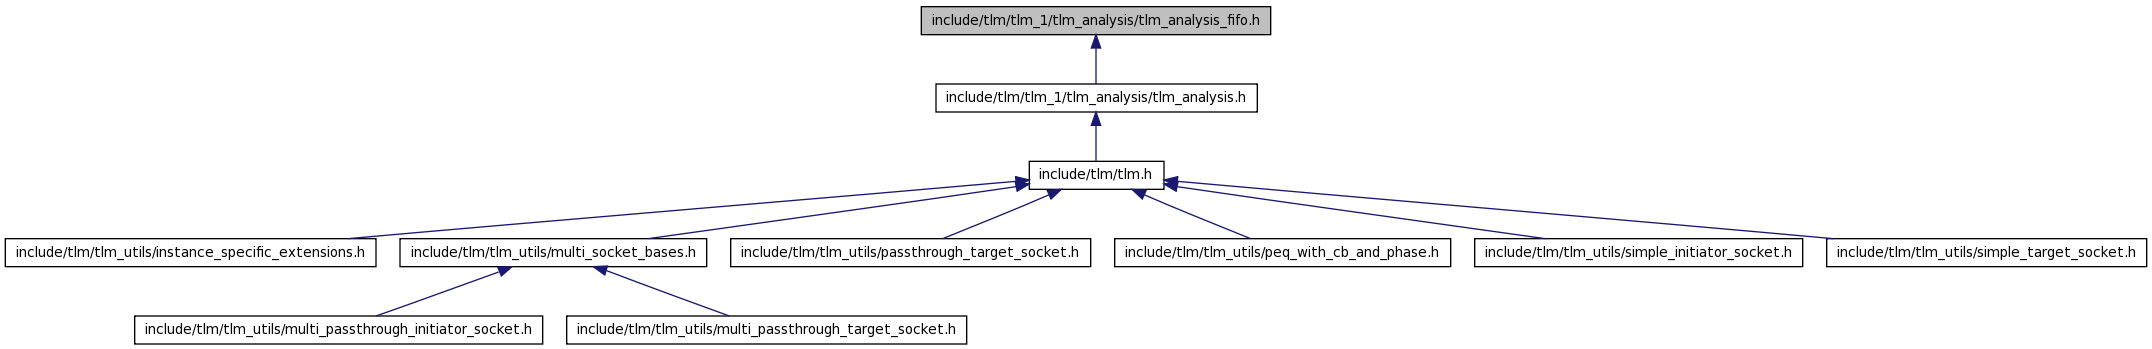 include/tlm/tlm_1/tlm_analysis/tlm_analysis_fifo.h
include/tlm/tlm_1/tlm_analysis/tlm_analysis.h
include/tlm/tlm.h
include/tlm/tlm_utils/instance_specific_extensions.h
include/tlm/tlm_utils/multi_socket_bases.h
include/tlm/tlm_utils/passthrough_target_socket.h
include/tlm/tlm_utils/peq_with_cb_and_phase.h
include/tlm/tlm_utils/simple_initiator_socket.h
include/tlm/tlm_utils/simple_target_socket.h
include/tlm/tlm_utils/multi_passthrough_initiator_socket.h
include/tlm/tlm_utils/multi_passthrough_target_socket.h